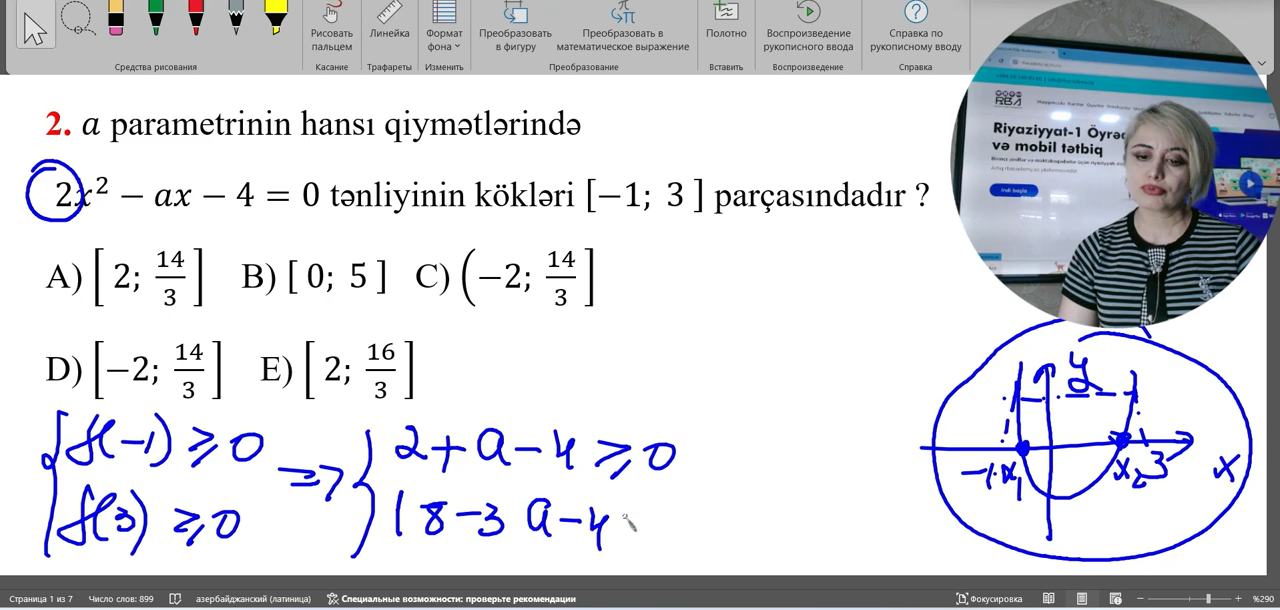 Рисовать пальцем
Линейка
Формат фона
Преобразовать в фигуру
Преобразовать в математическое выражение
Полотно
Воспроизведение рукописного ввода
Справка по рукописному вводу
Средства рисования
Касание
Трафареты
Изменить
Преобразование
Вставить
Воспроизведение
Справка
RBA
Riyaziyyat-1 Öyrə
və mobil tətbiq
2. a parametrinin hansı qiymətlərində
2x² − ax − 4 = 0 tənliyinin kökləri [−1; 3 ] parçasındadır ?
A) [ 2; 14/3 ] B) [ 0; 5 ] C) (−2; 14/3 ]
D) [−2; 14/3 ] E) [ 2; 16/3 ]
y
-1 x₁ x₂ 3 x
f(-1) ≥ 0 => 2+a-4 ≥ 0
f(3) ≥ 0 18-3a-4
Страница 1 из 7
Число слов: 899
азербайджанский (латиница)
Специальные возможности: проверьте рекомендации
Фокусировка
%290